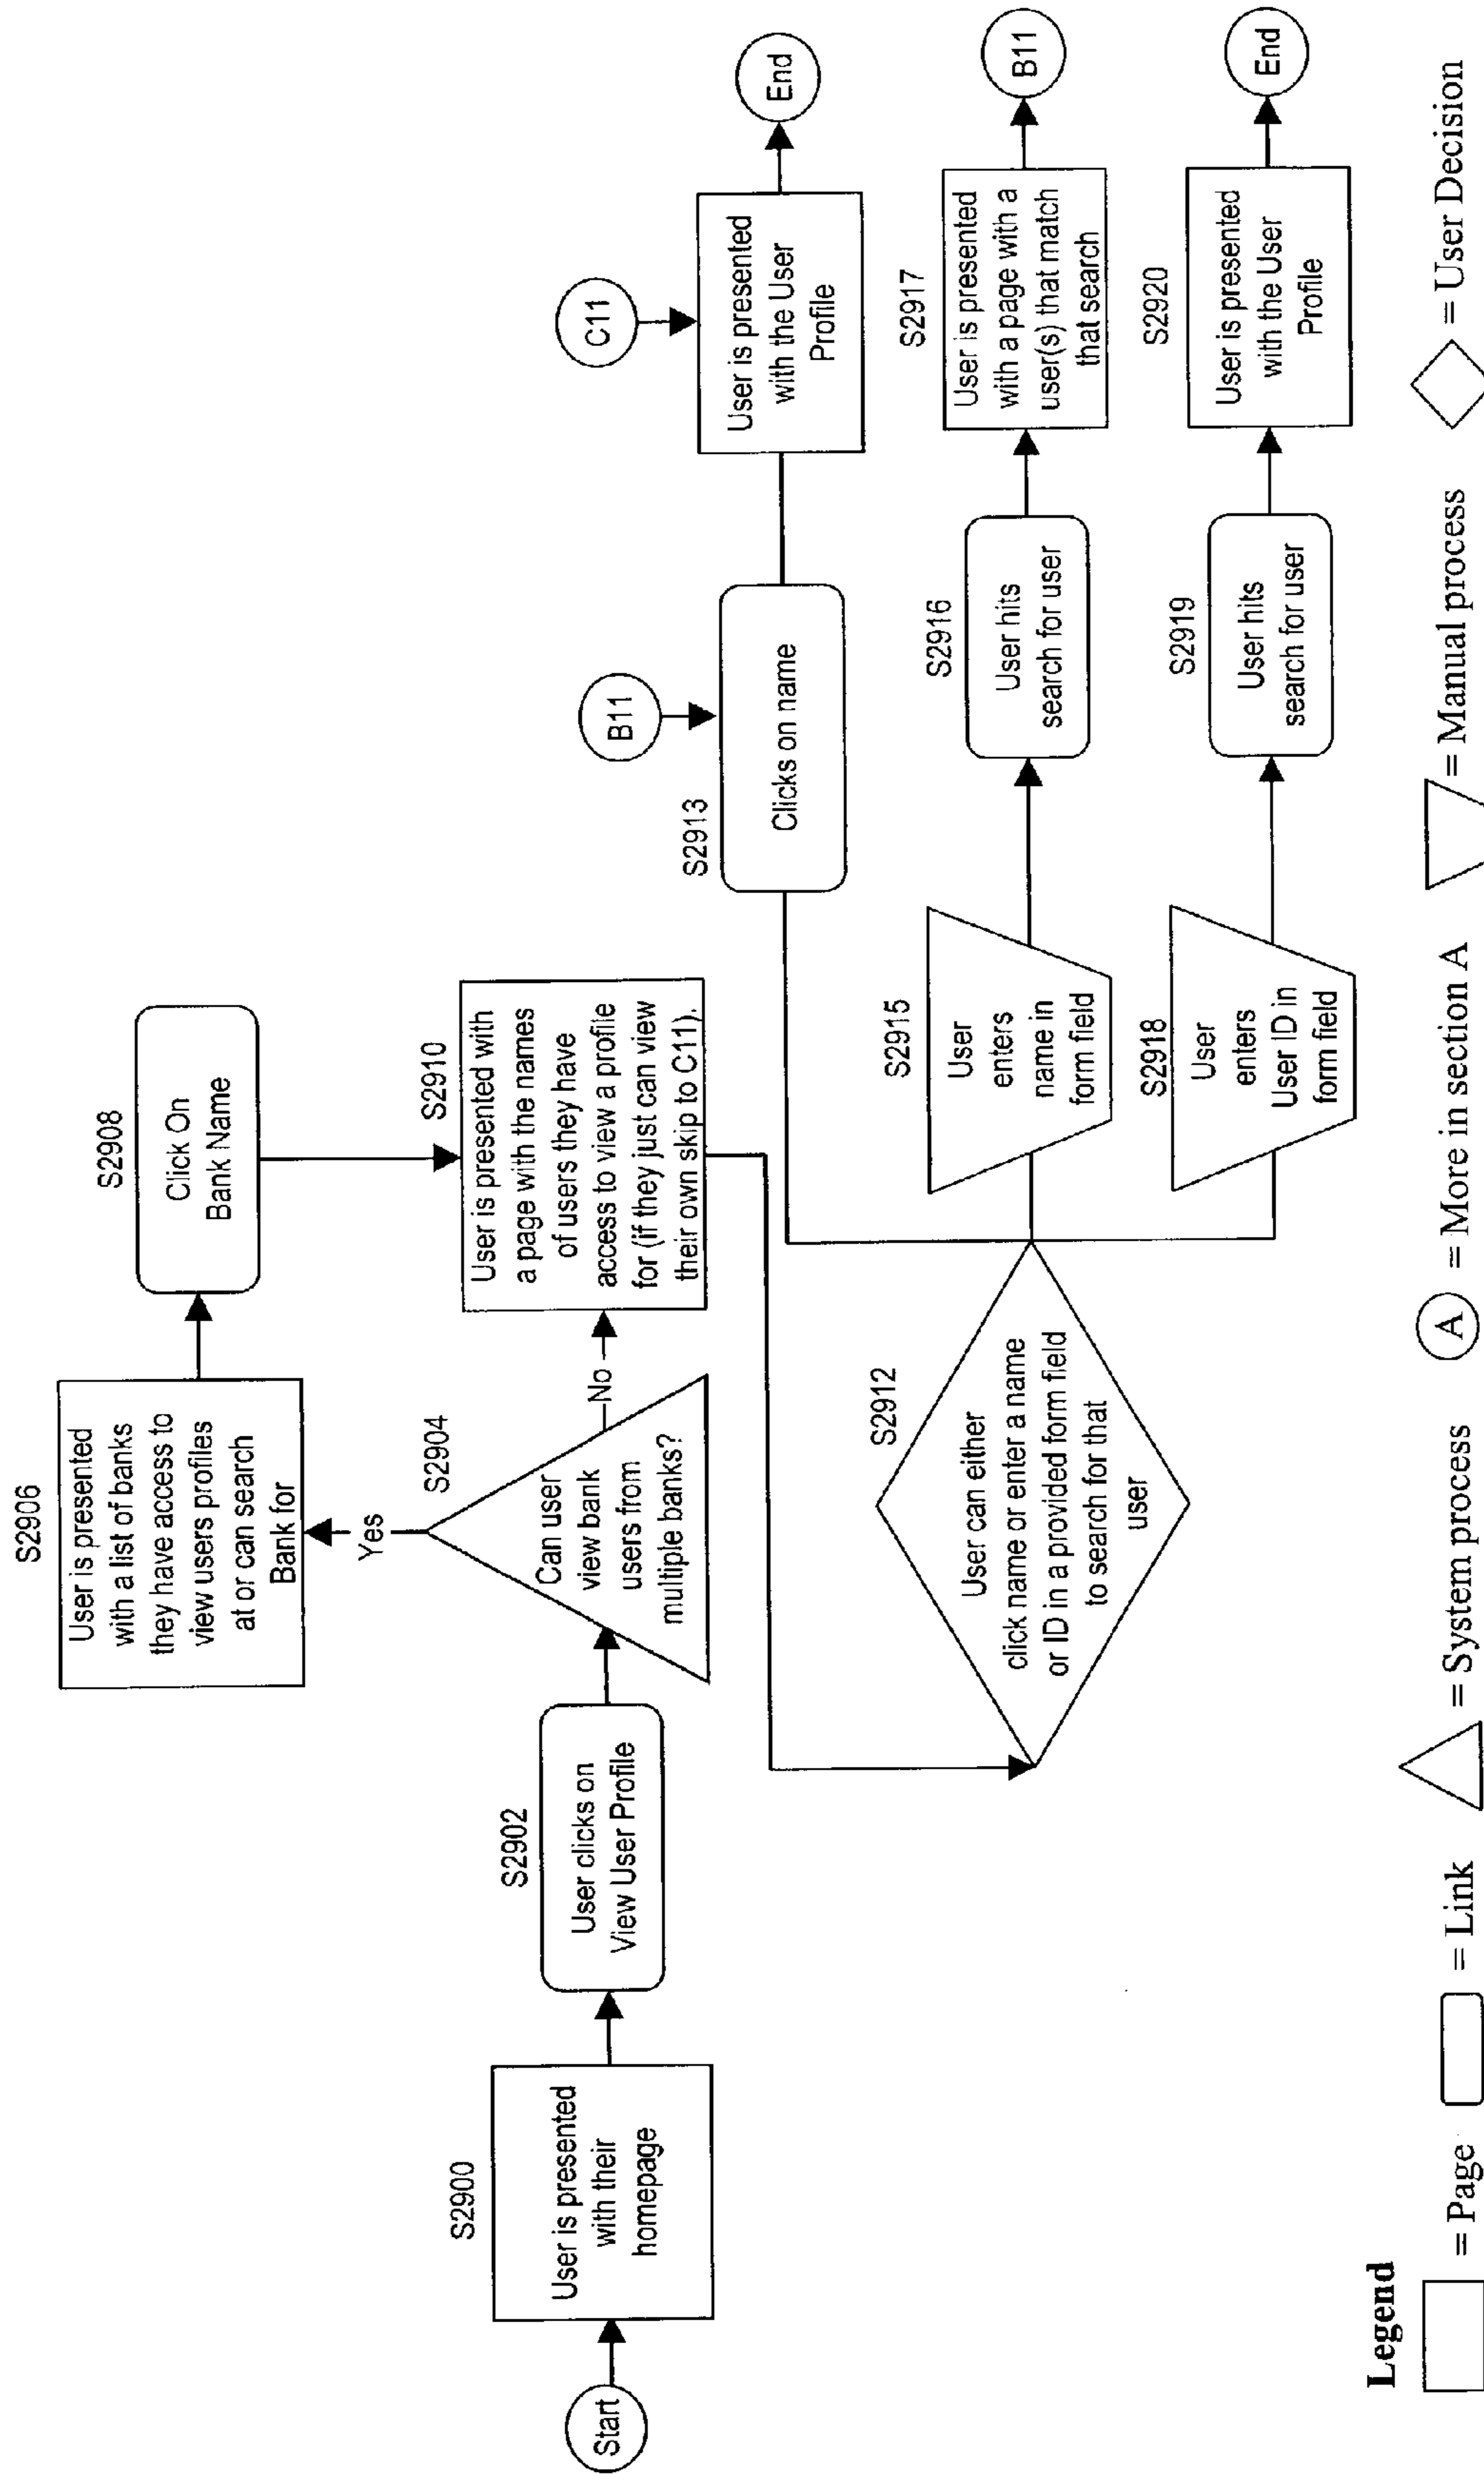 Start
S2900
User is presented
with their
homepage
S2902
User clicks on
View User Profile
S2904
Can user
view bank
users from
multiple banks?
Yes
No
S2906
User is presented
with a list of banks
they have access to
view users profiles
at or can search
Bank for
S2908
Click On
Bank Name
S2910
User is presented with
a page with the names
of users they have
access to view a profile
for (if they just can view
their own skip to C11).
S2912
User can either
click name or enter a name
or ID in a provided form field
to search for that
user
B11
S2913
Clicks on name
C11
User is presented
with the User
Profile
End
S2915
User
enters
name in
form field
S2916
User hits
search for user
S2917
User is presented
with a page with a
user(s) that match
that search
B11
S2918
User
enters
User ID in
form field
S2919
User hits
search for user
S2920
User is presented
with the User
Profile
End
Legend
= Page
= Link
= System process
A = More in section A
= Manual process
= User Decision